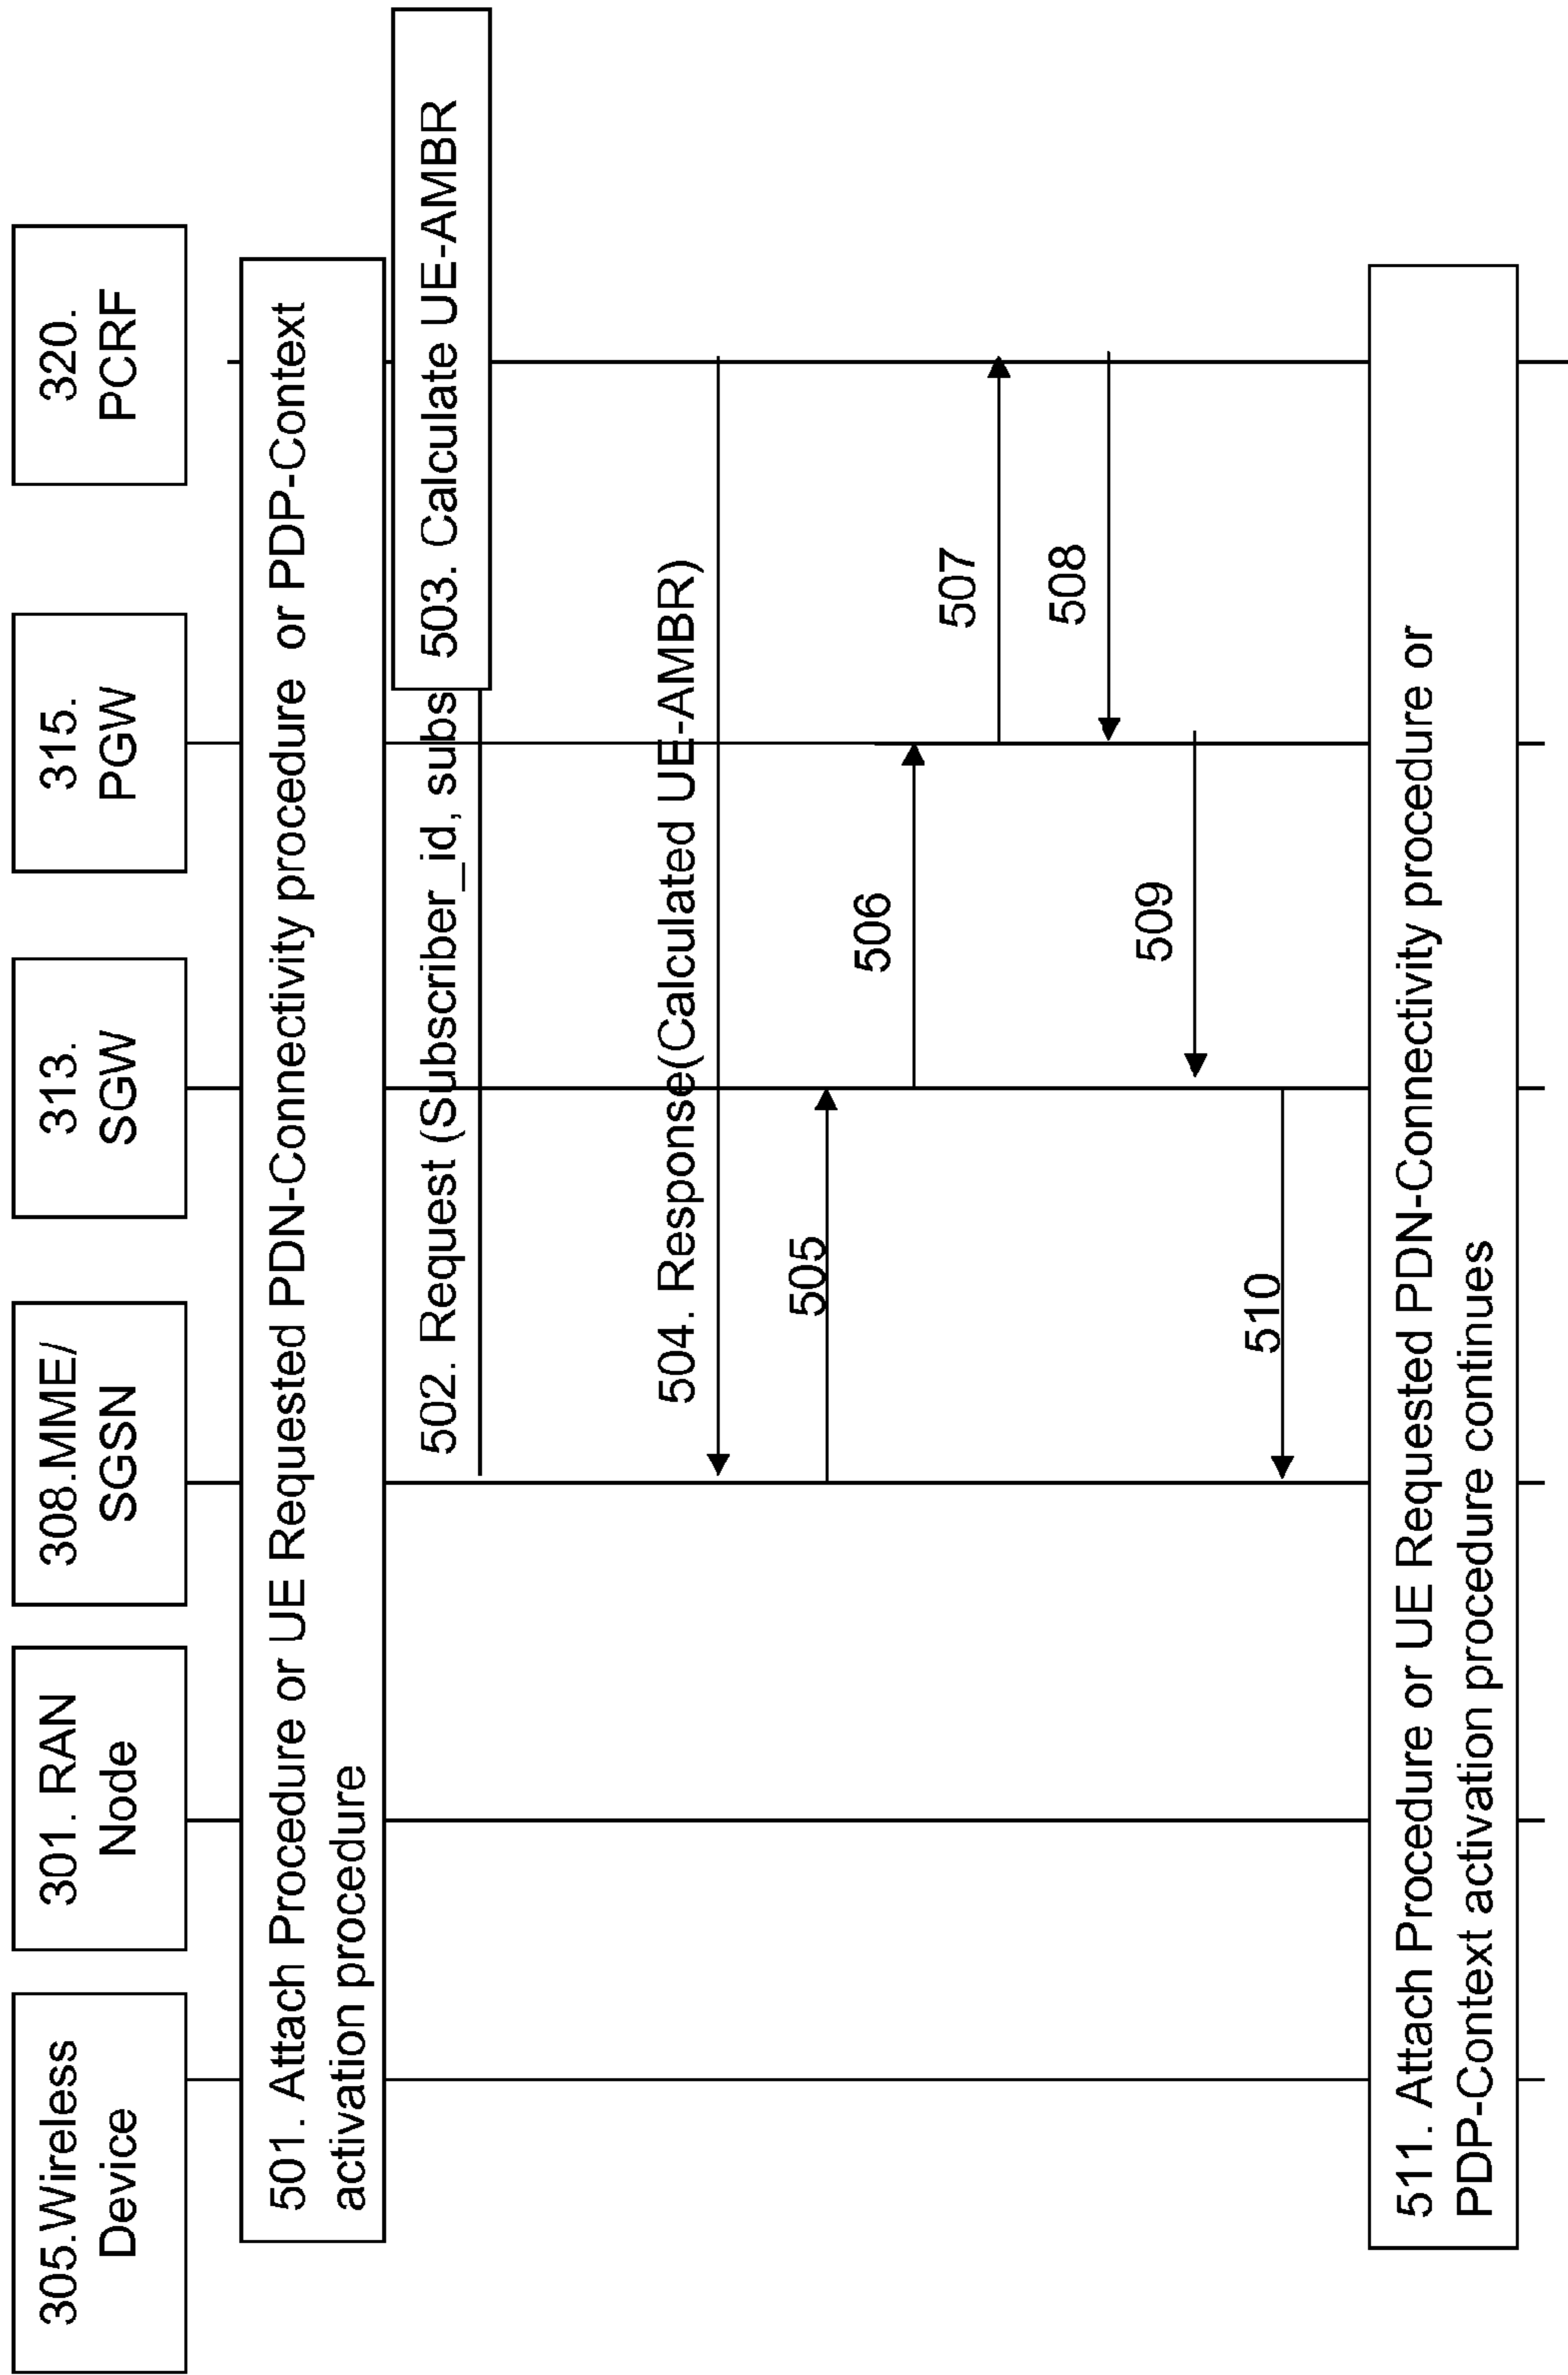 305.Wireless
Device
301. RAN
Node
308.MME/
SGSN
313.
SGW
315.
PGW
320.
PCRF
501. Attach Procedure or UE Requested PDN-Connectivity procedure or PDP-Context
activation procedure
502. Request (Subscriber_id, subs
503. Calculate UE-AMBR
504. Response(Calculated UE-AMBR)
505
506
507
508
509
510
511. Attach Procedure or UE Requested PDN-Connectivity procedure or
PDP-Context activation procedure continues